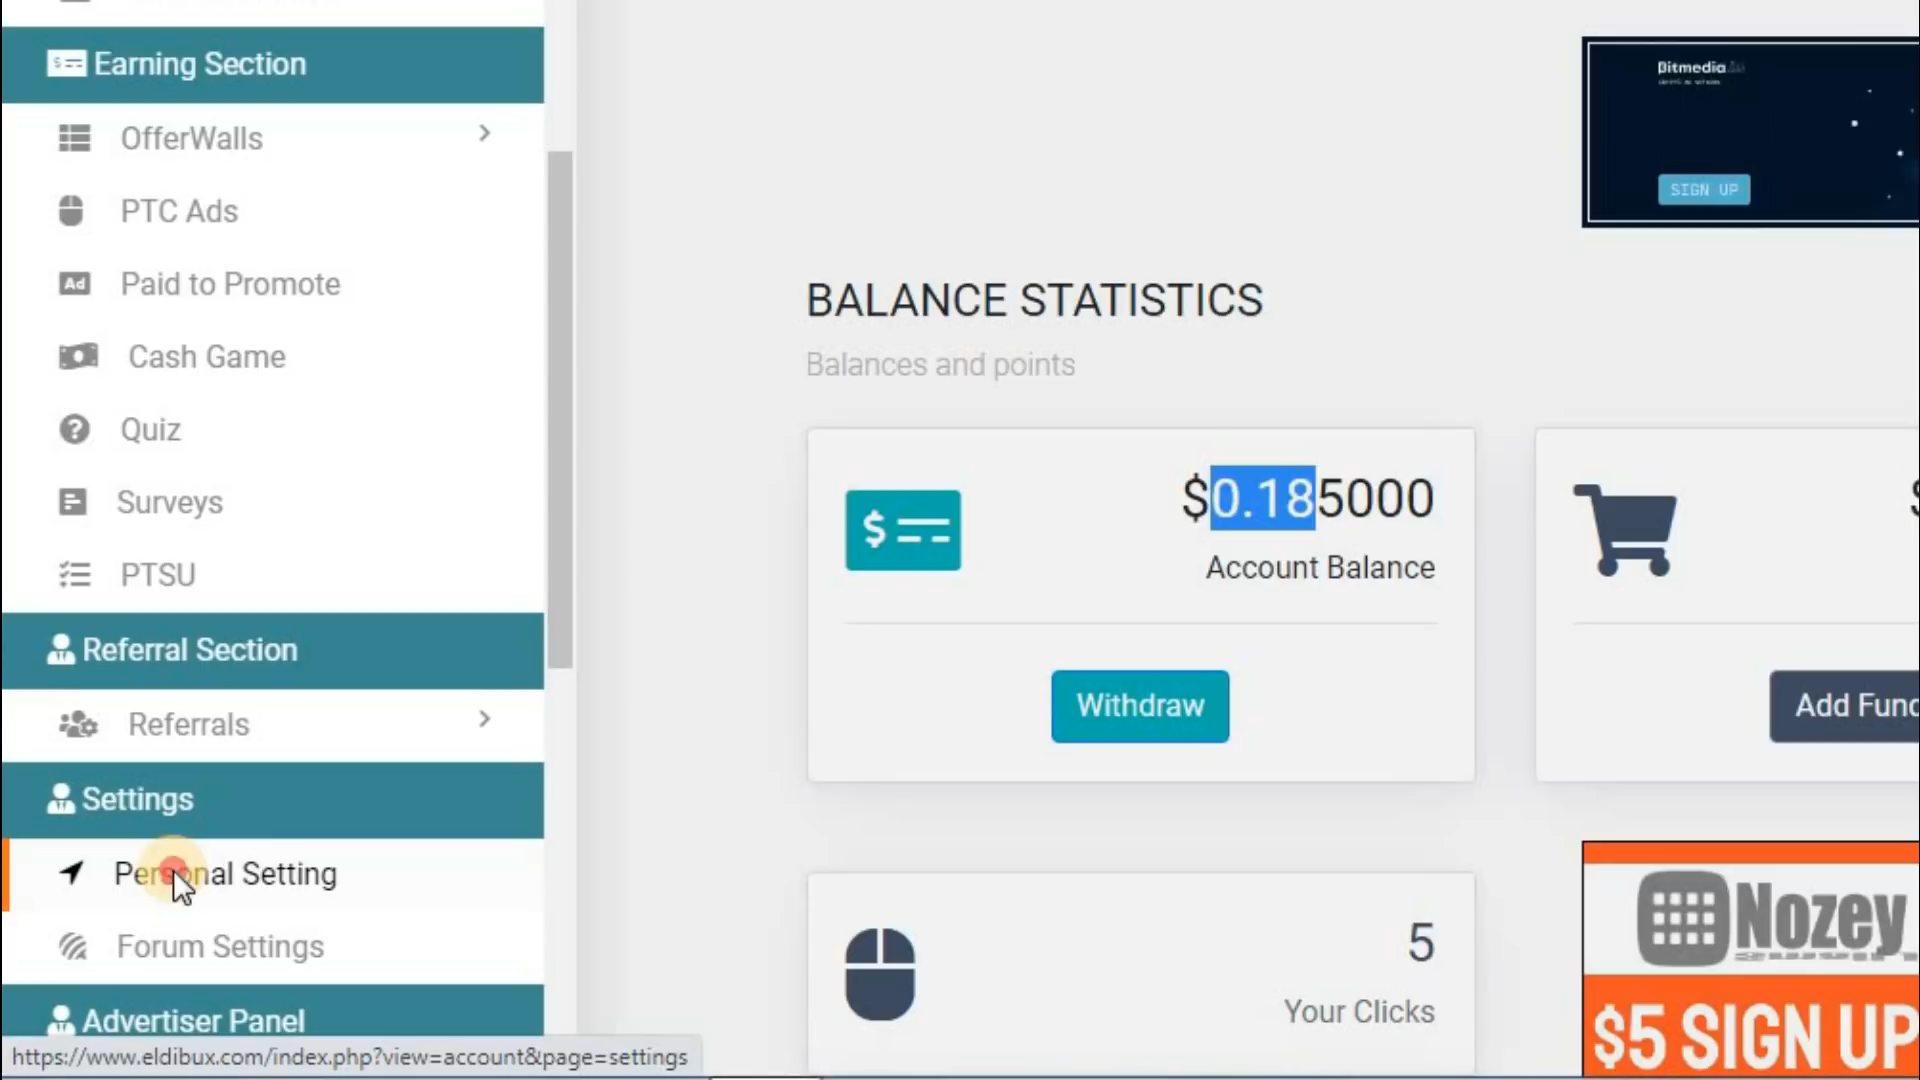 Earning Section
OfferWalls
PTC Ads
Ad Paid to Promote
Cash Game
Quiz
Surveys
PTSU
Referral Section
Referrals
Settings
Personal Setting
Forum Settings
Advertiser Panel
https://www.eldibux.com/index.php?view=account&page=settings
Bitmedia
SIGN UP
BALANCE STATISTICS
Balances and points
$0.185000
Account Balance
Withdraw
$
Add Fund
5
Your Clicks
Nozey
$5 SIGN UP